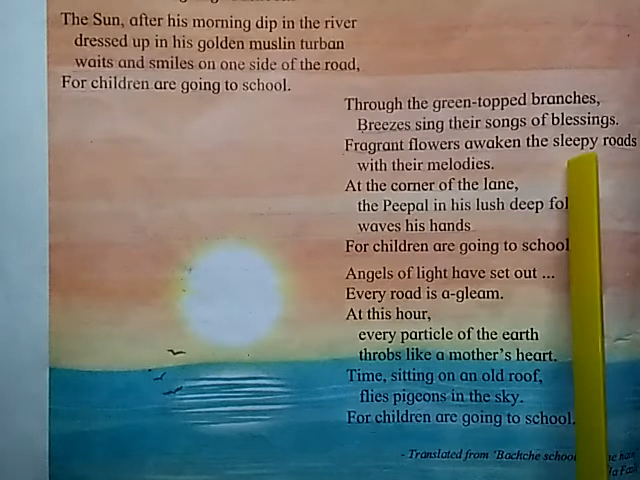 The Sun, after his morning dip in the river
dressed up in his golden muslin turban
waits and smiles on one side of the road,
For children are going to school.
Through the green-topped branches,
Breezes sing their songs of blessings.
Fragrant flowers awaken the sleepy roads
with their melodies.
At the corner of the lane,
the Peepal in his lush deep
waves his hands
For children are going to school
Angels of light have set out ...
Every road is a-gleam.
At this hour,
every particle of the earth
throbs like a mother's heart.
Time, sitting on an old roof,
flies pigeons in the sky.
For children are going to school.
- Translated from 'Bachche